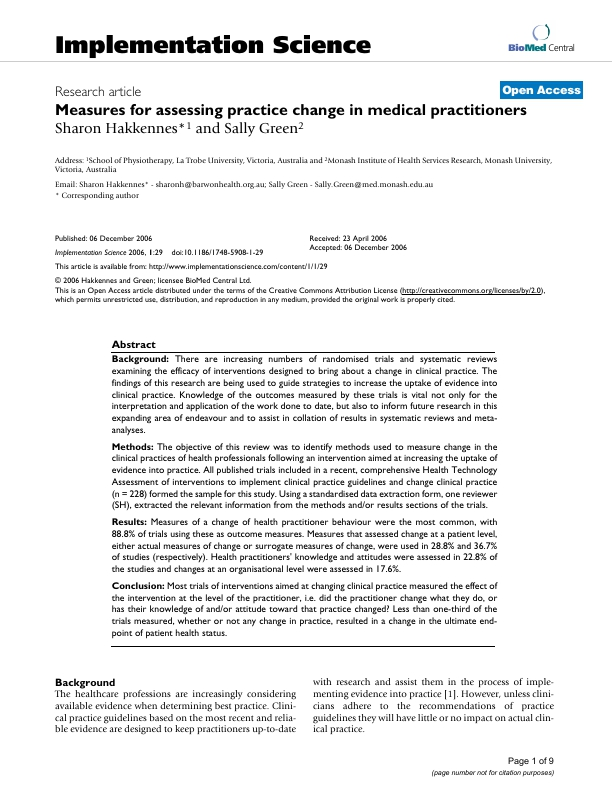 Implementation Science
BioMed Central
Open Access
Research article
Measures for assessing practice change in medical practitioners
Sharon Hakkennes*1 and Sally Green2
Address: 1School of Physiotherapy, La Trobe University, Victoria, Australia and 2Monash Institute of Health Services Research, Monash University,
Victoria, Australia
Email: Sharon Hakkennes* - sharonh@barwonhealth.org.au; Sally Green - Sally.Green@med.monash.edu.au
* Corresponding author
Published: 06 December 2006
Implementation Science 2006, 1:29 doi:10.1186/1748-5908-1-29
Received: 23 April 2006
Accepted: 06 December 2006
This article is available from: http://www.implementationscience.com/content/1/1/29
© 2006 Hakkennes and Green; licensee BioMed Central Ltd.
This is an Open Access article distributed under the terms of the Creative Commons Attribution License (http://creativecommons.org/licenses/by/2.0),
which permits unrestricted use, distribution, and reproduction in any medium, provided the original work is properly cited.
Abstract
Background: There are increasing numbers of randomised trials and systematic reviews
examining the efficacy of interventions designed to bring about a change in clinical practice. The
findings of this research are being used to guide strategies to increase the uptake of evidence into
clinical practice. Knowledge of the outcomes measured by these trials is vital not only for the
interpretation and application of the work done to date, but also to inform future research in this
expanding area of endeavour and to assist in collation of results in systematic reviews and meta-
analyses.
Methods: The objective of this review was to identify methods used to measure change in the
clinical practices of health professionals following an intervention aimed at increasing the uptake of
evidence into practice. All published trials included in a recent, comprehensive Health Technology
Assessment of interventions to implement clinical practice guidelines and change clinical practice
(n = 228) formed the sample for this study. Using a standardised data extraction form, one reviewer
(SH), extracted the relevant information from the methods and/or results sections of the trials.
Results: Measures of a change of health practitioner behaviour were the most common, with
88.8% of trials using these as outcome measures. Measures that assessed change at a patient level,
either actual measures of change or surrogate measures of change, were used in 28.8% and 36.7%
of studies (respectively). Health practitioners' knowledge and attitudes were assessed in 22.8% of
the studies and changes at an organisational level were assessed in 17.6%.
Conclusion: Most trials of interventions aimed at changing clinical practice measured the effect of
the intervention at the level of the practitioner, i.e. did the practitioner change what they do, or
has their knowledge of and/or attitude toward that practice changed? Less than one-third of the
trials measured, whether or not any change in practice, resulted in a change in the ultimate end-
point of patient health status.
Background
The healthcare professions are increasingly considering
available evidence when determining best practice. Clini-
cal practice guidelines based on the most recent and relia-
ble evidence are designed to keep practitioners up-to-date
with research and assist them in the process of imple-
menting evidence into practice [1]. However, unless clini-
cians adhere to the recommendations of practice
guidelines they will have little or no impact on actual clin-
ical practice.
Page 1 of 9
(page number not for citation purposes)